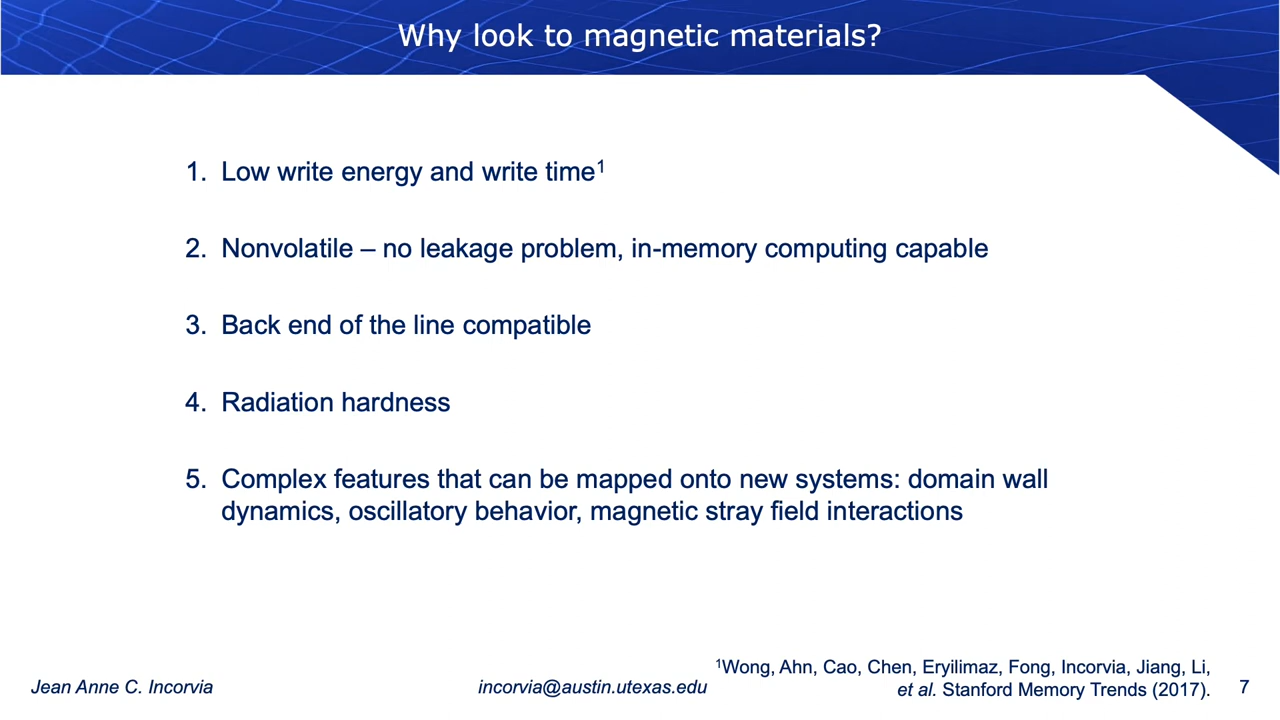 Why look to magnetic materials?
1. Low write energy and write time¹
2. Nonvolatile – no leakage problem, in-memory computing capable
3. Back end of the line compatible
4. Radiation hardness
5. Complex features that can be mapped onto new systems: domain wall
dynamics, oscillatory behavior, magnetic stray field interactions
¹Wong, Ahn, Cao, Chen, Eryilimaz, Fong, Incorvia, Jiang, Li,
et al. Stanford Memory Trends (2017).
Jean Anne C. Incorvia
incorvia@austin.utexas.edu
7